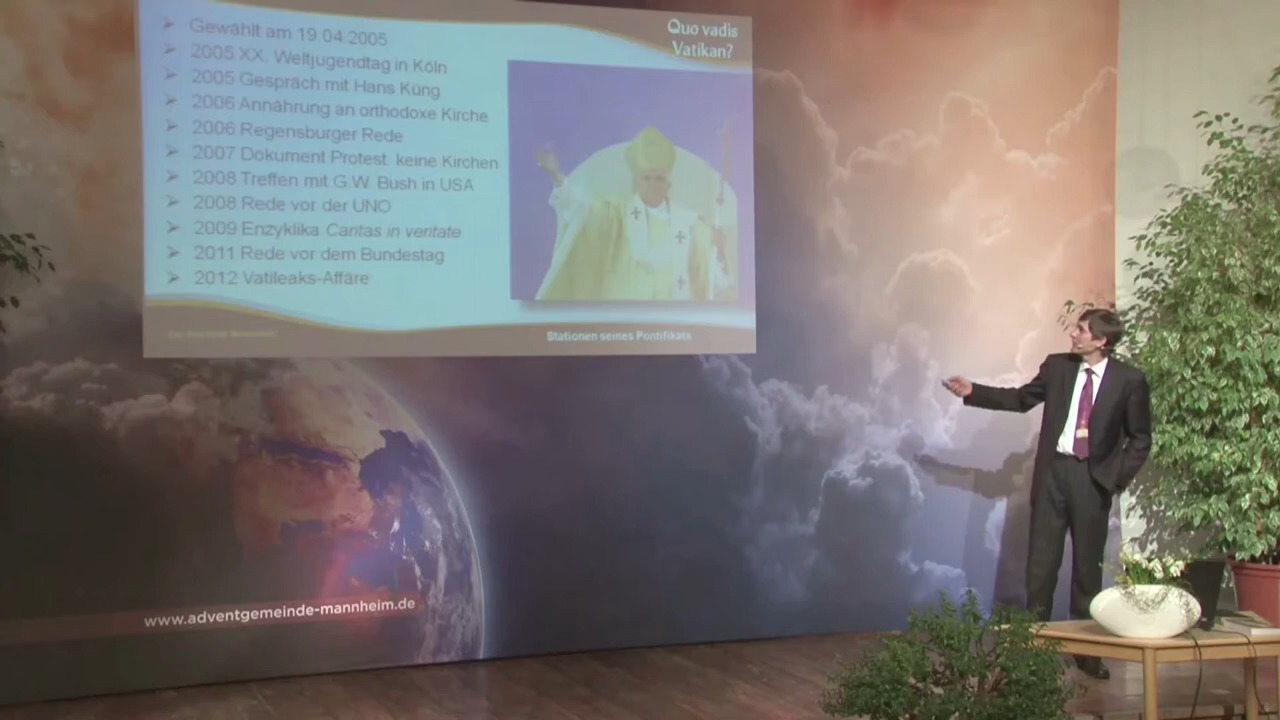 Gewählt am 19.04.2005
2005 XX. Weltjugendtag in Köln
2005 Gespräch mit Hans Küng
2006 Annährung an orthodoxe Kirche
2006 Regensburger Rede
2007 Dokument Protest. keine Kirchen
2008 Treffen mit G.W. Bush in USA
2008 Rede vor der UNO
2009 Enzyklika Caritas in veritate
2011 Rede vor dem Bundestag
2012 Vatileaks-Affäre
Quo vadis
Vatikan?
Stationen seines Pontifikats
www.adventgemeinde-mannheim.de